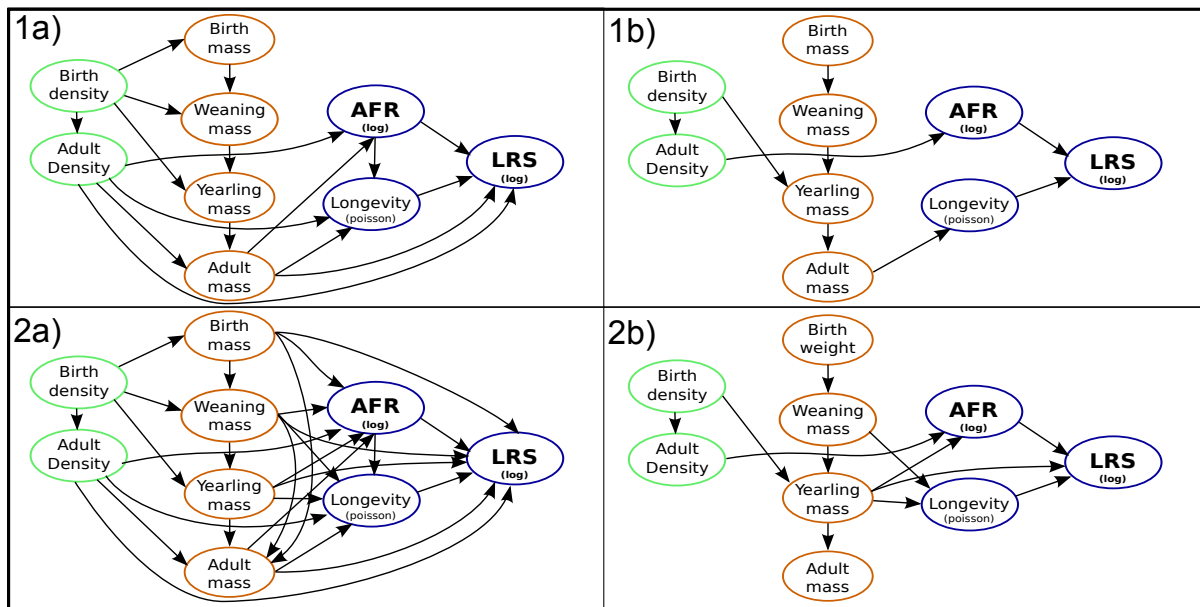 1a)
Birth
mass
Birth
density
Weaning
mass
AFR
(log)
Adult
Density
LRS
(log)
Yearling
mass
Longevity
(poisson)
Adult
mass
1b)
Birth
mass
Birth
density
Weaning
mass
AFR
(log)
Adult
Density
LRS
(log)
Yearling
mass
Longevity
(poisson)
Adult
mass
2a)
Birth
mass
Birth
density
Weaning
mass
AFR
(log)
Adult
Density
LRS
(log)
Yearling
mass
Longevity
(poisson)
Adult
mass
2b)
Birth
weight
Birth
density
Weaning
mass
AFR
(log)
Adult
Density
LRS
(log)
Yearling
mass
Longevity
(poisson)
Adult
mass